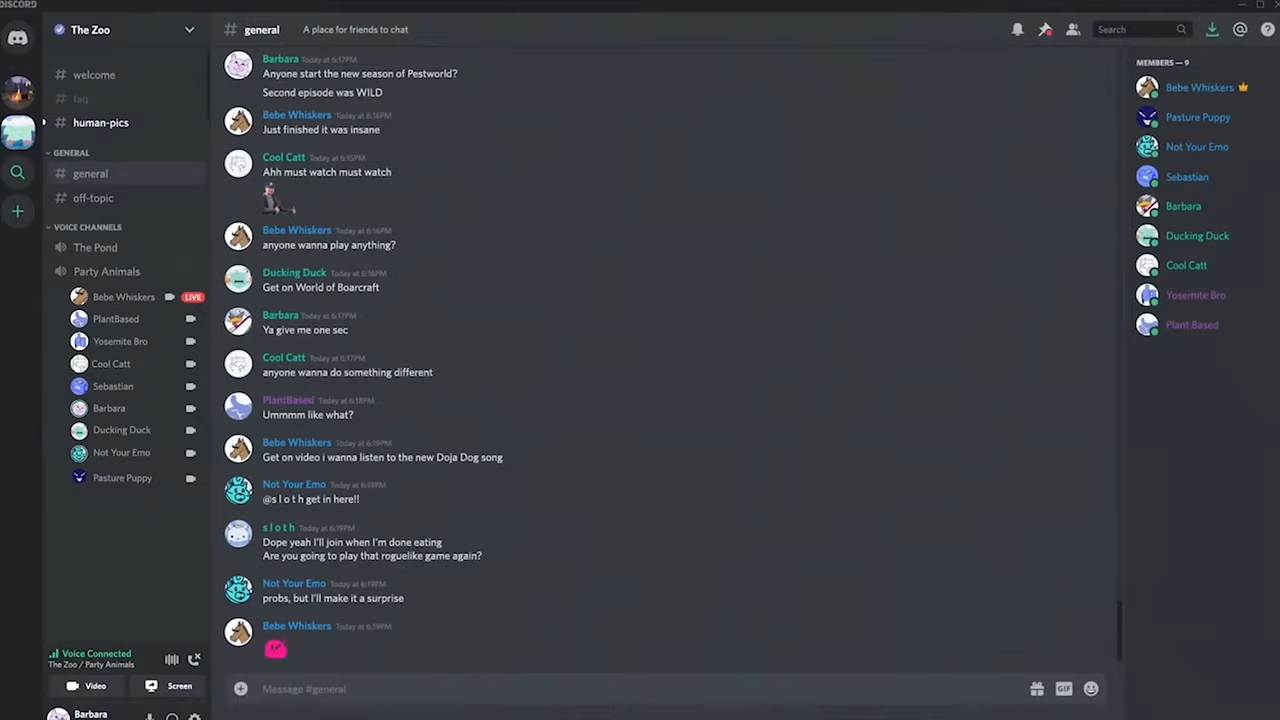 DISCORD
The Zoo
# welcome
# faq
# human-pics
GENERAL
# general
# off-topic
VOICE CHANNELS
The Pond
Party Animals
Bebe Whiskers LIVE
PlantBased
Yosemite Bro
Cool Catt
Sebastian
Barbara
Ducking Duck
Not Your Emo
Pasture Puppy
Voice Connected
The Zoo / Party Animals
Video Screen
Barbara
# general A place for friends to chat
Search
Barbara Today at 6:17PM
Anyone start the new season of Pestworld?
Second episode was WILD
Bebe Whiskers Today at 6:16PM
Just finished it was insane
Cool Catt Today at 6:15PM
Ahh must watch must watch
Bebe Whiskers Today at 6:16PM
anyone wanna play anything?
Ducking Duck Today at 6:16PM
Get on World of Boarcraft
Barbara Today at 6:17PM
Ya give me one sec
Cool Catt Today at 6:17PM
anyone wanna do something different
PlantBased Today at 6:18PM
Ummmm like what?
Bebe Whiskers Today at 6:19PM
Get on video i wanna listen to the new Doja Dog song
Not Your Emo Today at 6:19PM
@s l o t h get in here!!
s l o t h Today at 6:19PM
Dope yeah I'll join when I'm done eating
Are you going to play that roguelike game again?
Not Your Emo Today at 6:19PM
probs, but I'll make it a surprise
Bebe Whiskers Today at 6:19PM
Message #general
GIF
MEMBERS — 9
Bebe Whiskers
Pasture Puppy
Not Your Emo
Sebastian
Barbara
Ducking Duck
Cool Catt
Yosemite Bro
Plant Based